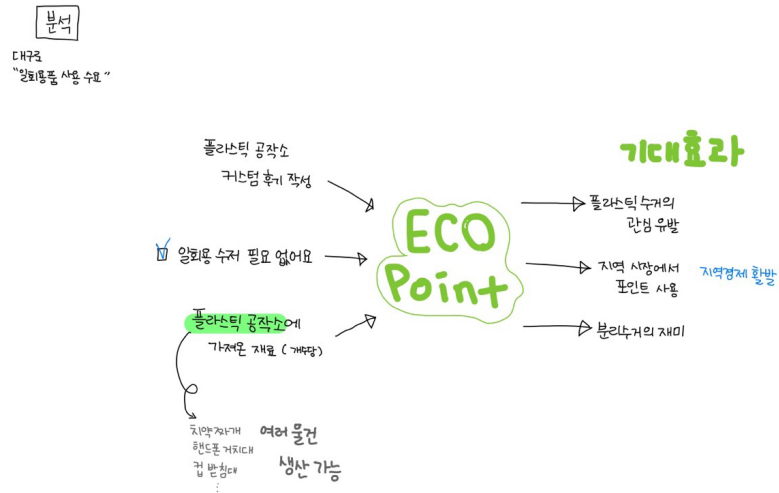 분석
대구로
"일회용품 사용 수요"
플라스틱 공작소
커스텀 후기 작성
일회용 수저 필요 없어요
플라스틱 공작소에
가져온 재료 (개수당)
치약짜개
핸드폰 거치대
컵 받침대
⋮
여러 물건
생산 가능
ECO
Point
기대효과
플라스틱 수거의
관심 유발
지역 시장에서
포인트 사용
지역경제 활발
분리수거의 재미